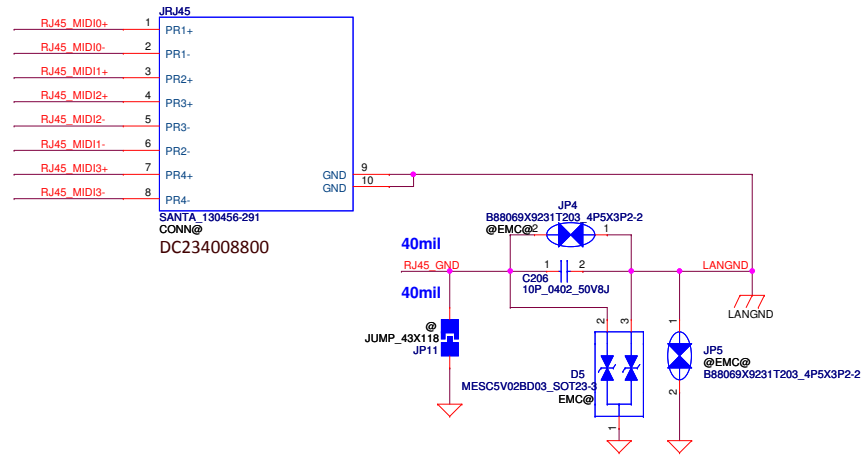 JRJ45
RJ45_MIDI0+ 1 PR1+
RJ45_MIDI0- 2 PR1-
RJ45_MIDI1+ 3 PR2+
RJ45_MIDI2+ 4 PR3+
RJ45_MIDI2- 5 PR3-
RJ45_MIDI1- 6 PR2-
RJ45_MIDI3+ 7 PR4+
RJ45_MIDI3- 8 PR4-
GND 9
GND 10
SANTA_130456-291
CONN@
DC234008800
JP4
B88069X9231T203_4P5X3P2-2
@EMC@ 2 1
40mil
RJ45_GND 1 2 LANGND
C206
10P_0402_50V8J
40mil
LANGND
@
JUMP_43X118
JP11
2 3
D5
MESC5V02BD03_SOT23-3
EMC@
1
1
JP5
@EMC@
B88069X9231T203_4P5X3P2-2
2